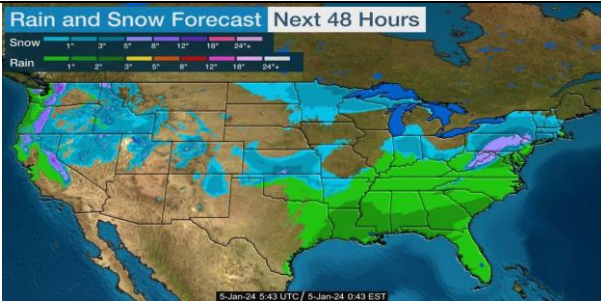 Rain and Snow Forecast Next 48 Hours
Snow
1" 3" 5" 8" 12" 18" 24"+
Rain
1" 2" 3" 5" 8" 12" 18" 24"+
5-Jan-24 5:43 UTC / 5-Jan-24 0:43 EST